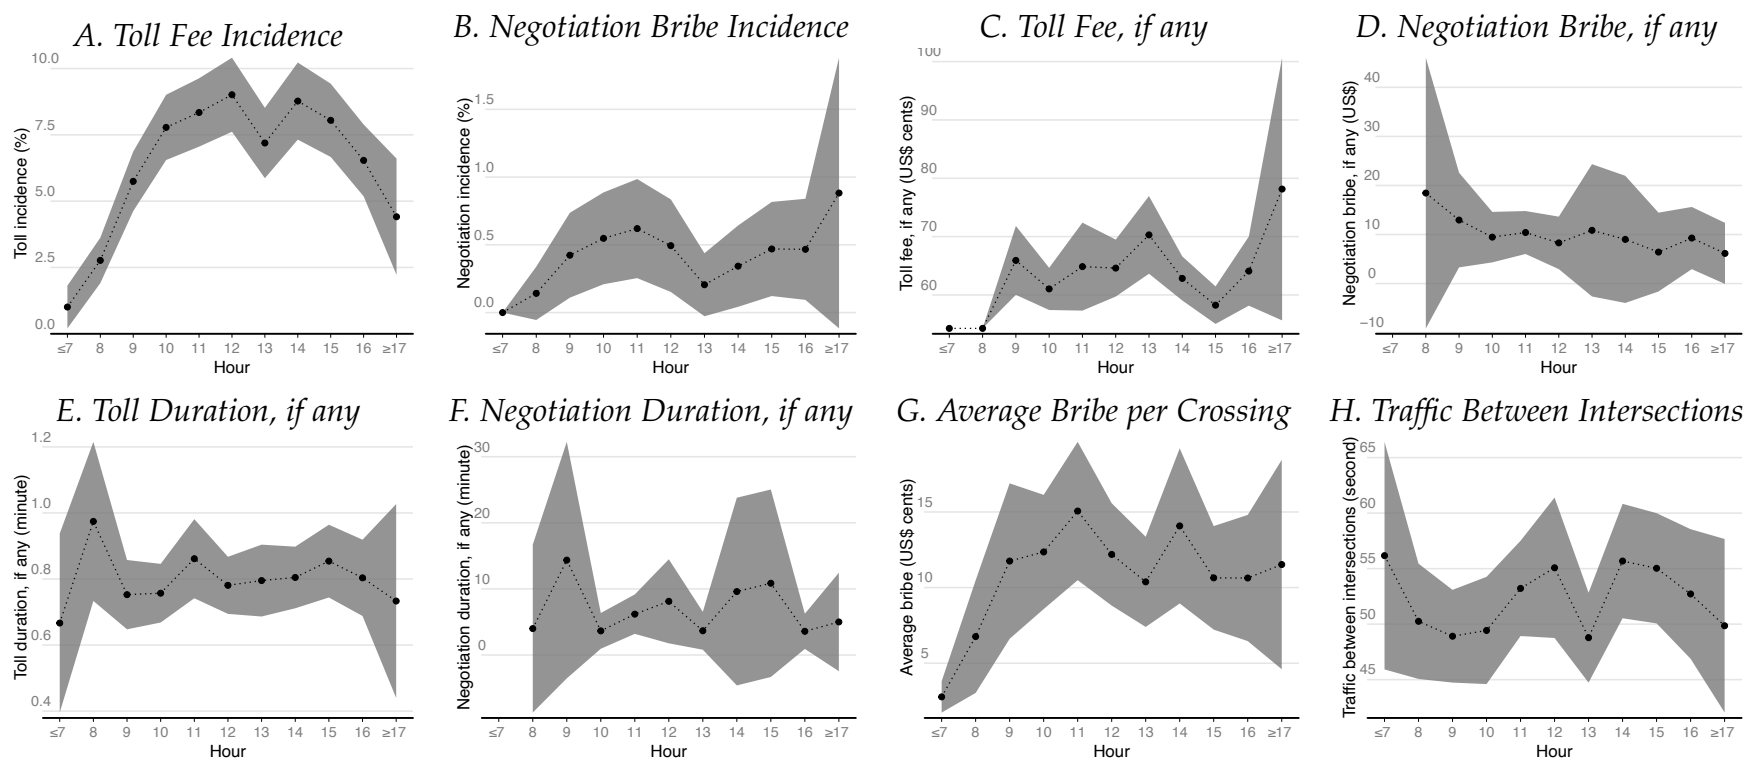 A. Toll Fee Incidence
Toll incidence (%)
10.0
7.5
5.0
2.5
0.0
≤7 8 9 10 11 12 13 14 15 16 ≥17
Hour
B. Negotiation Bribe Incidence
Negotiation incidence (%)
1.5
1.0
0.5
0.0
≤7 8 9 10 11 12 13 14 15 16 ≥17
Hour
C. Toll Fee, if any
Toll fee, if any (US$ cents)
100
90
80
70
60
≤7 8 9 10 11 12 13 14 15 16 ≥17
Hour
D. Negotiation Bribe, if any
Negotiation bribe, if any (US$)
40
30
20
10
0
−10
≤7 8 9 10 11 12 13 14 15 16 ≥17
Hour
E. Toll Duration, if any
Toll duration, if any (minute)
1.2
1.0
0.8
0.6
0.4
≤7 8 9 10 11 12 13 14 15 16 ≥17
Hour
F. Negotiation Duration, if any
Negotiation duration, if any (minute)
30
20
10
0
≤7 8 9 10 11 12 13 14 15 16 ≥17
Hour
G. Average Bribe per Crossing
Average bribe (US$ cents)
15
10
5
≤7 8 9 10 11 12 13 14 15 16 ≥17
Hour
H. Traffic Between Intersections
Traffic between intersections (second)
65
60
55
50
45
≤7 8 9 10 11 12 13 14 15 16 ≥17
Hour